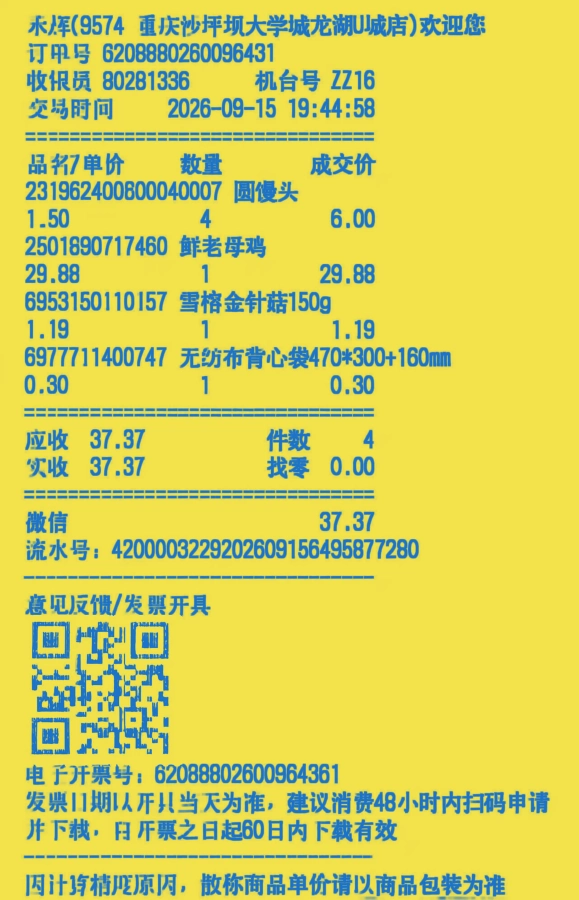 永辉(9574 重庆沙坪坝大学城龙湖U城店)欢迎您
订单号 6208880260096431
收银员 80281336 机台号 ZZ16
交易时间 2026-09-15 19:44:58
================================
品名/单价 数量 成交价
231962400600040007 圆馒头
1.50 4 6.00
2501890717460 鲜老母鸡
29.88 1 29.88
6953150110157 雪榕金针菇150g
1.19 1 1.19
6977711400747 无纺布背心袋470*300+160mm
0.30 1 0.30
================================
应收 37.37 件数 4
实收 37.37 找零 0.00
================================
微信 37.37
流水号：4200003229202609156495877280
--------------------------------
意见反馈/发票开具
电子开票号：62088802600964361
发票日期以开具当天为准，建议消费48小时内扫码申请
并下载，自开票之日起60日内下载有效
--------------------------------
因计算精度原因，散称商品单价请以商品包装为准